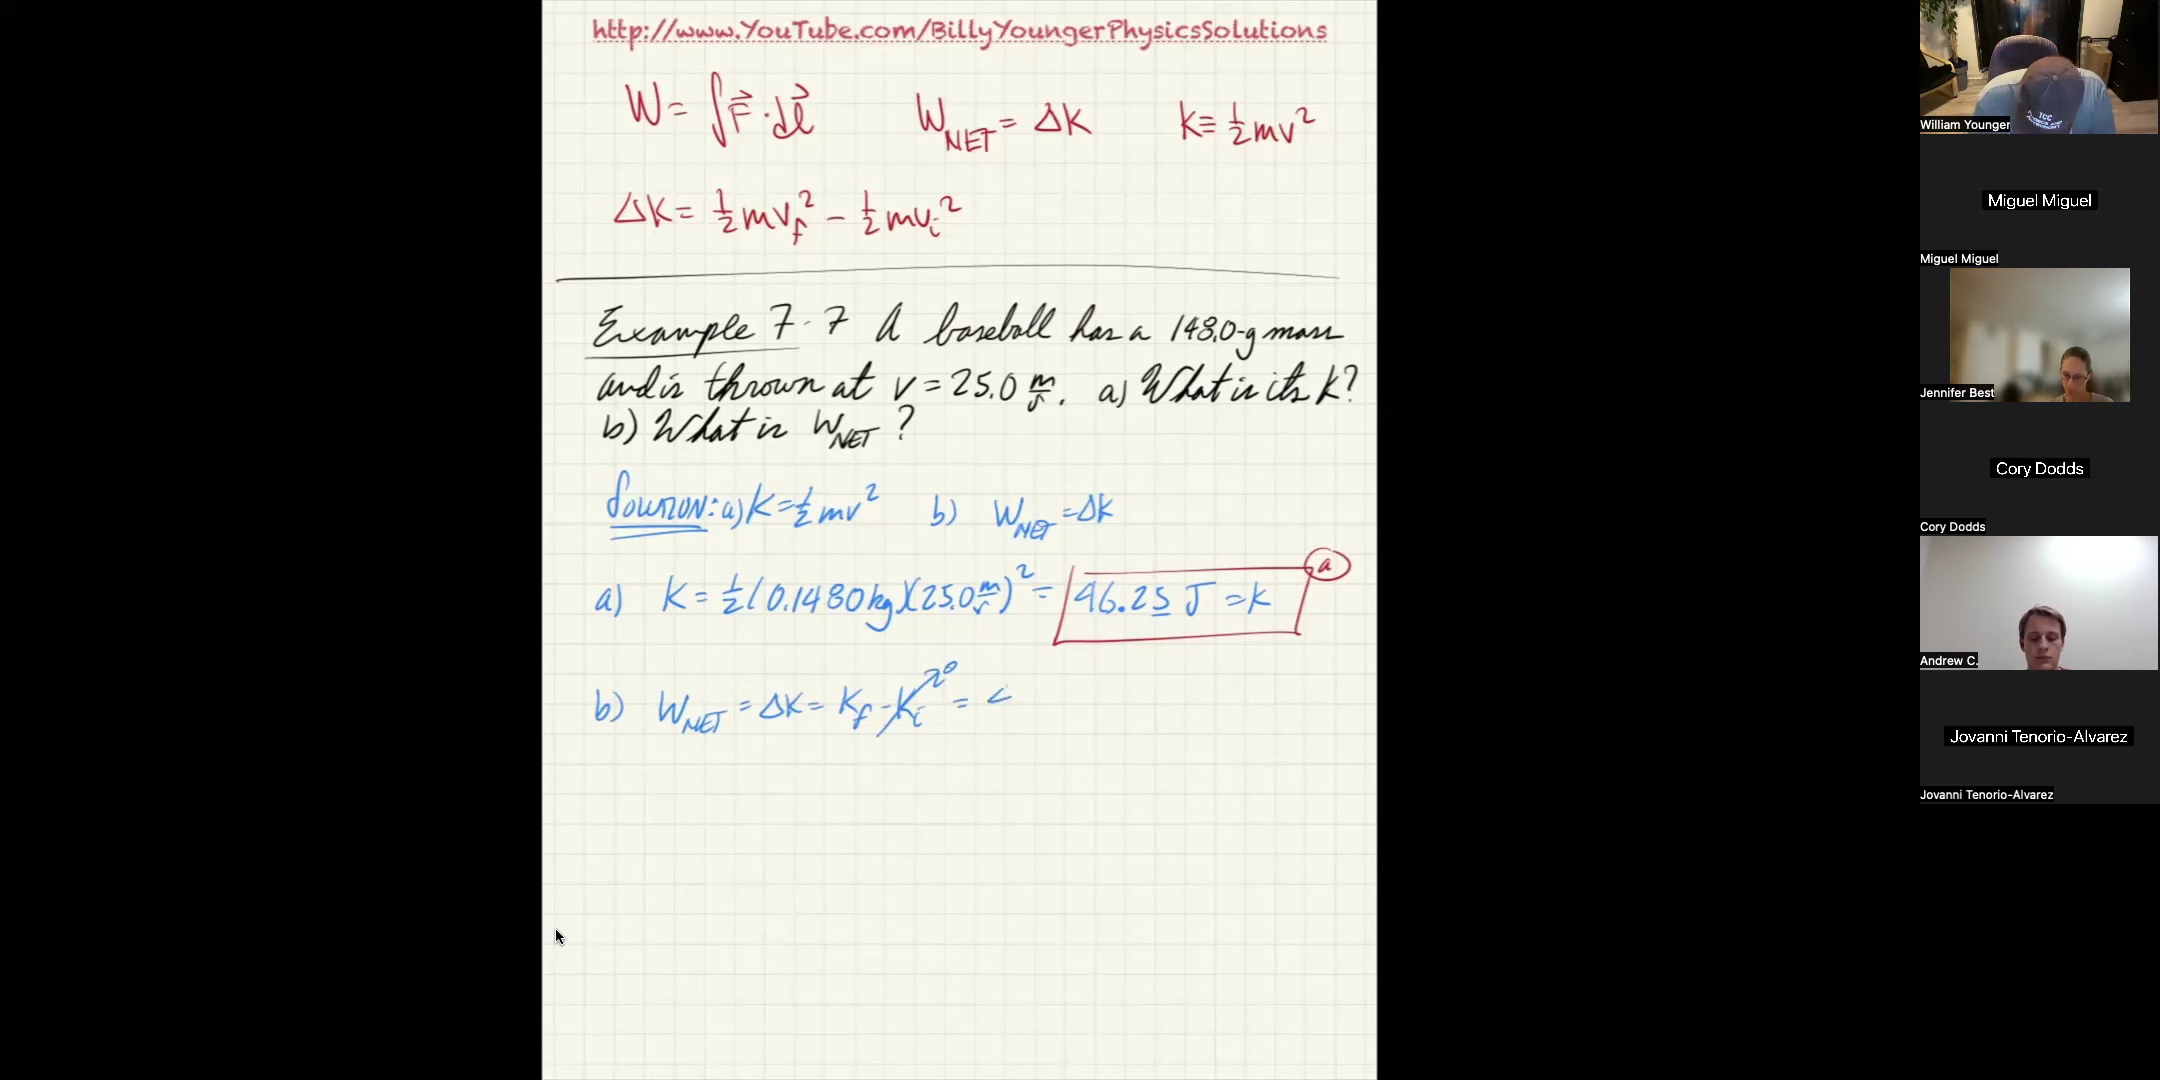 http://www.YouTube.com/BillyYoungerPhysicsSolutions
W = ∫F⃗ · dl⃗ W_NET = ΔK K ≡ ½mv²
ΔK = ½mv_f² − ½mv_i²
Example 7-7 A baseball has a 148.0-g mass
and is thrown at v = 25.0 m/s. a) What is its K?
b) What is W_NET?
SOLUTION: a) K = ½mv² b) W_NET = ΔK
a) K = ½(0.1480 kg)(25.0 m/s)² = 46.25 J = K a
b) W_NET = ΔK = K_f - K_i 0 =
William Younger
TCC
Miguel Miguel
Miguel Miguel
Jennifer Best
Cory Dodds
Cory Dodds
Andrew C.
Jovanni Tenorio-Alvarez
Jovanni Tenorio-Alvarez